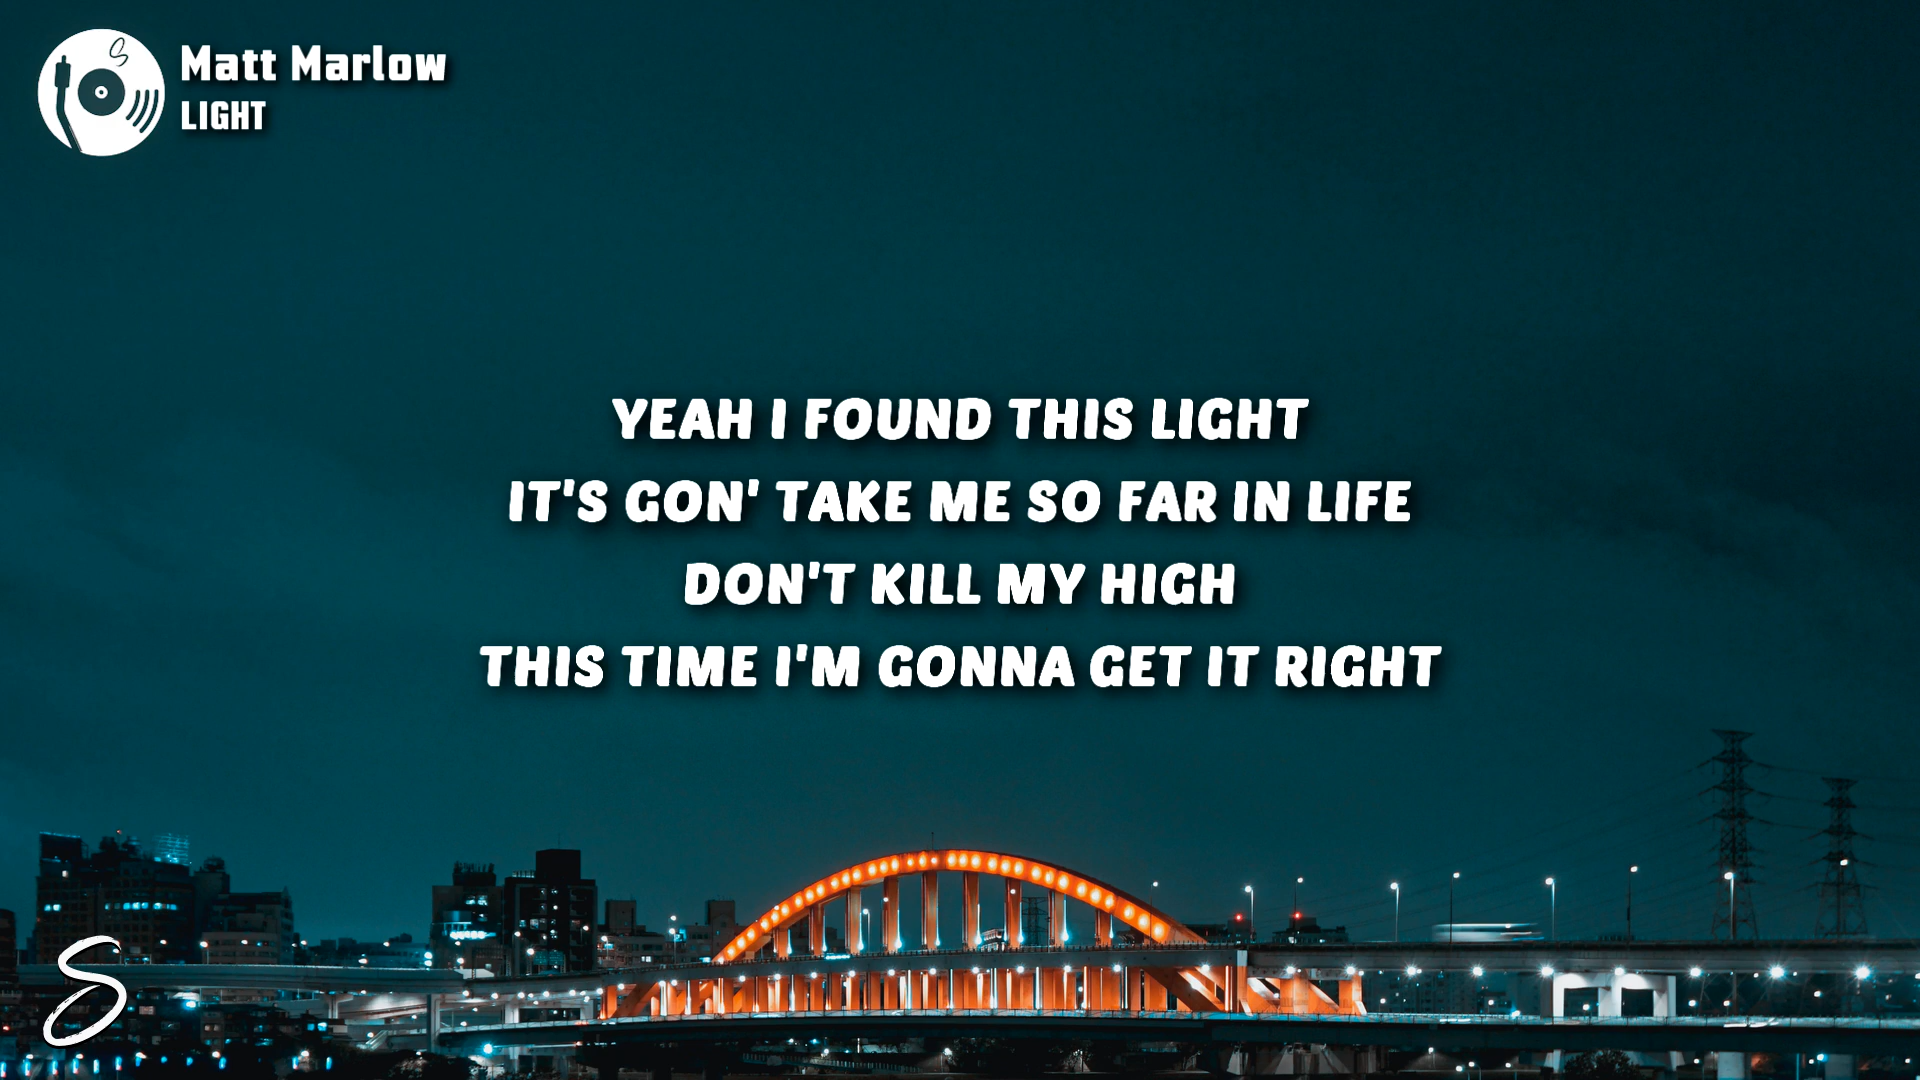 Matt Marlow
LIGHT
YEAH I FOUND THIS LIGHT
IT'S GON' TAKE ME SO FAR IN LIFE
DON'T KILL MY HIGH
THIS TIME I'M GONNA GET IT RIGHT
S